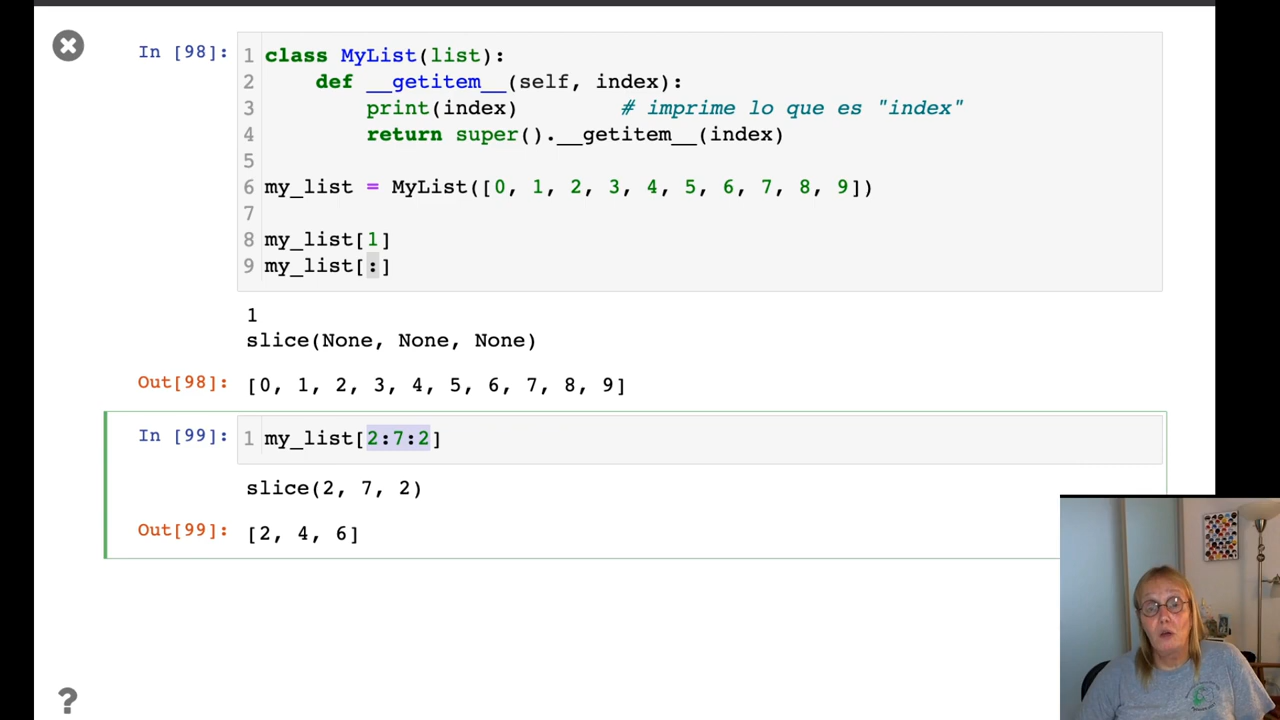 In [98]:
1 class MyList(list):
2     def __getitem__(self, index):
3         print(index)        # imprime lo que es "index"
4         return super().__getitem__(index)
5
6 my_list = MyList([0, 1, 2, 3, 4, 5, 6, 7, 8, 9])
7
8 my_list[1]
9 my_list[:]
1
slice(None, None, None)
Out[98]: [0, 1, 2, 3, 4, 5, 6, 7, 8, 9]
In [99]: 1 my_list[2:7:2]
slice(2, 7, 2)
Out[99]: [2, 4, 6]
?